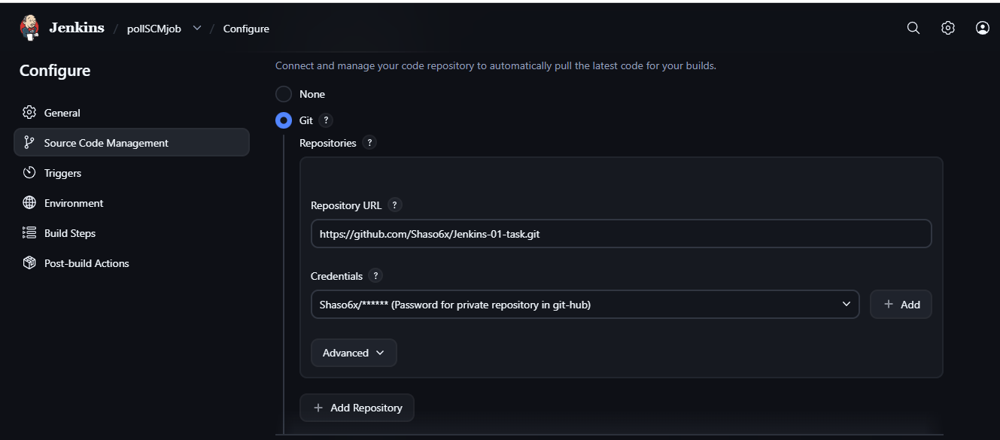 Jenkins / pollSCMjob / Configure
Configure
General
Source Code Management
Triggers
Environment
Build Steps
Post-build Actions
Connect and manage your code repository to automatically pull the latest code for your builds.
None
Git ?
Repositories ?
Repository URL ?
https://github.com/Shaso6x/Jenkins-01-task.git
Credentials ?
Shaso6x/****** (Password for private repository in git-hub)
+ Add
Advanced
+ Add Repository